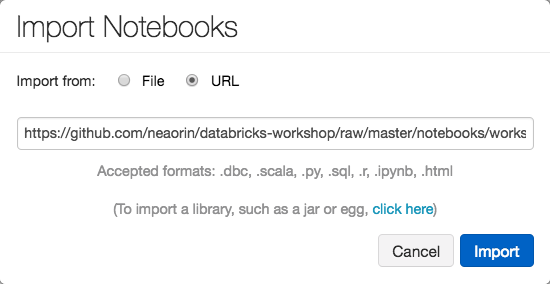 Import Notebooks
Import from: File URL
https://github.com/neaorin/databricks-workshop/raw/master/notebooks/works
Accepted formats: .dbc, .scala, .py, .sql, .r, .ipynb, .html
(To import a library, such as a jar or egg, click here)
Cancel Import